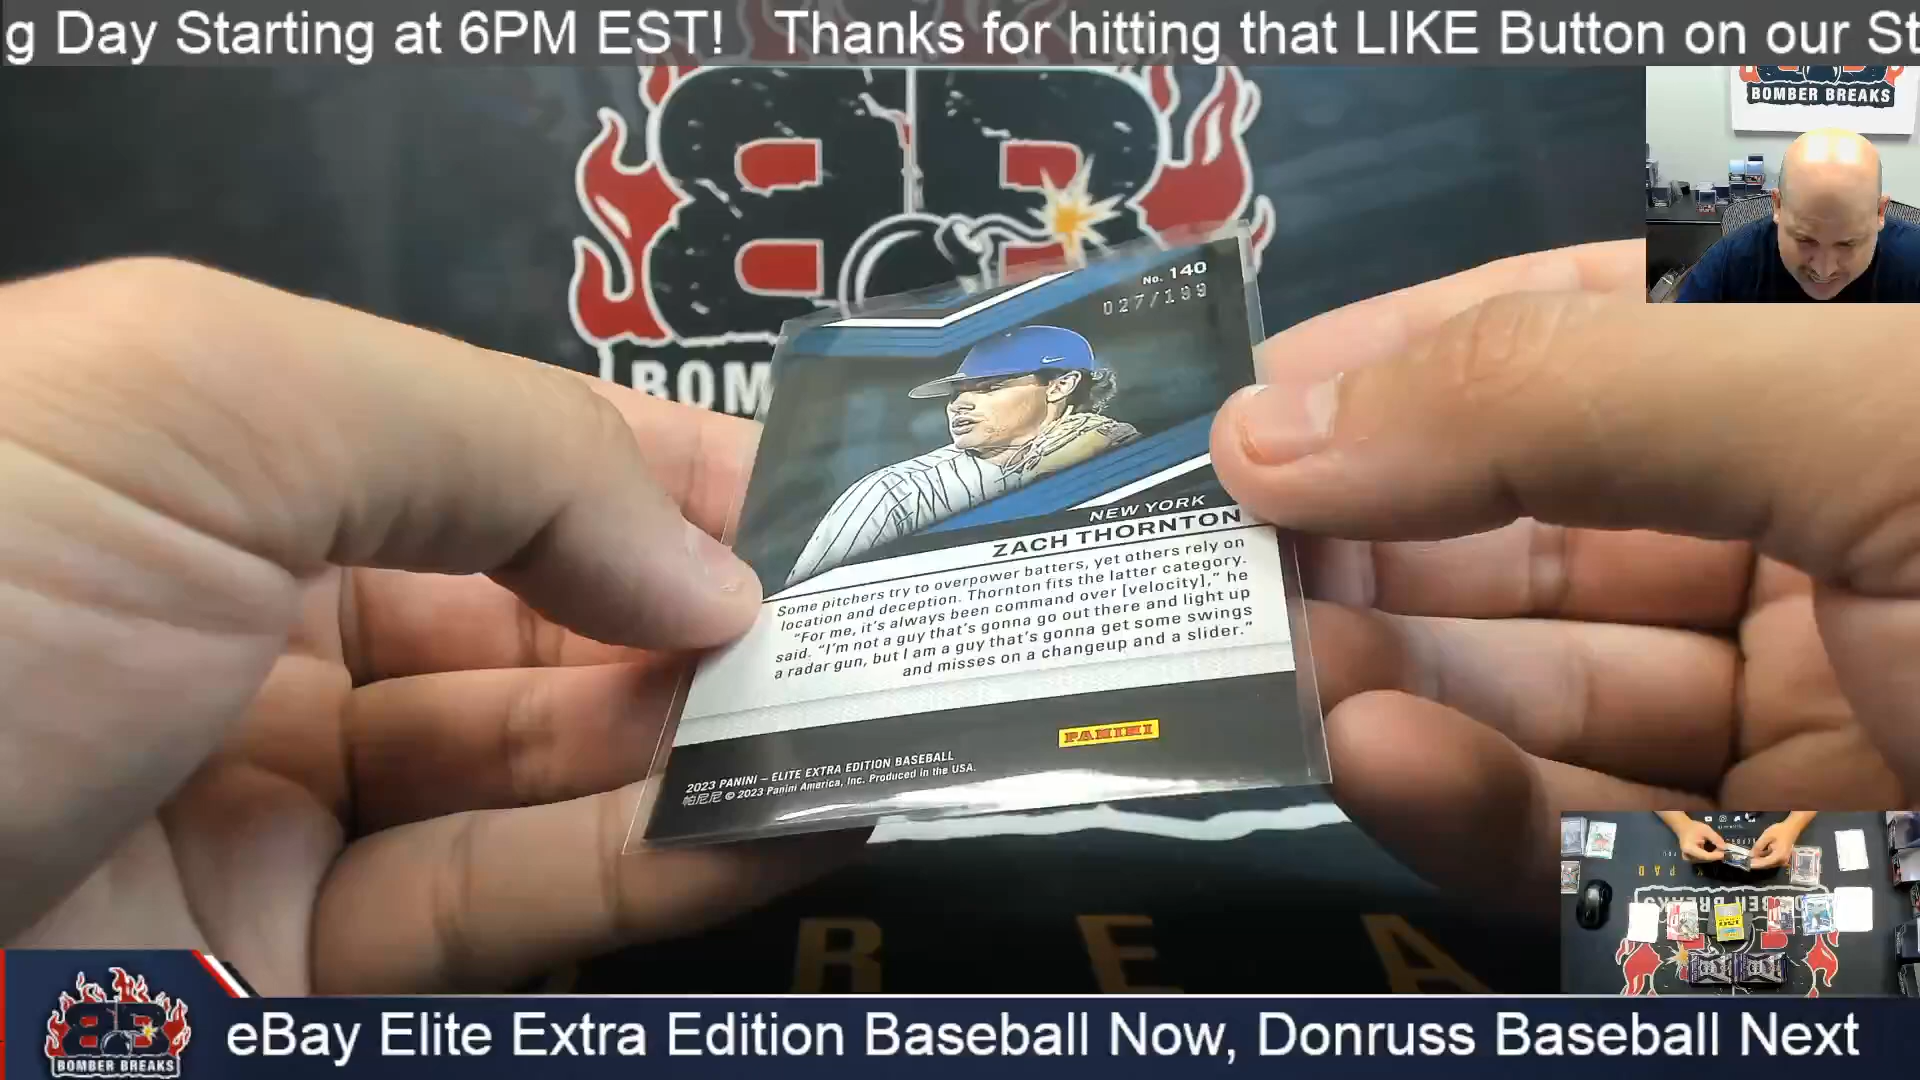 g Day Starting at 6PM EST!   Thanks for hitting that LIKE Button on our St
BOMBER BREAKS
BOM
No. 140
027/199
NEW YORK
ZACH THORNTON
Some pitchers try to overpower batters, yet others rely on
location and deception. Thornton fits the latter category.
“For me, it’s always been command over [velocity],” he
said. “I’m not a guy that’s gonna go out there and light up
a radar gun, but I am a guy that’s gonna get some swings
and misses on a changeup and a slider.”
PANINI
2023 PANINI – ELITE EXTRA EDITION BASEBALL
帕尼尼 © 2023 Panini America, Inc. Produced in the USA.
R E A
BOMBER BREAKS
eBay Elite Extra Edition Baseball Now, Donruss Baseball Next